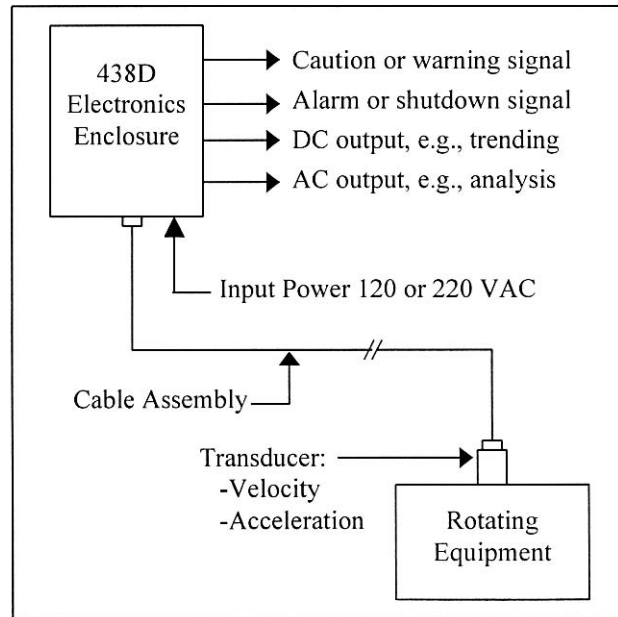 438D
Electronics
Enclosure
Caution or warning signal
Alarm or shutdown signal
DC output, e.g., trending
AC output, e.g., analysis
Input Power 120 or 220 VAC
Cable Assembly
Transducer:
-Velocity
-Acceleration
Rotating
Equipment